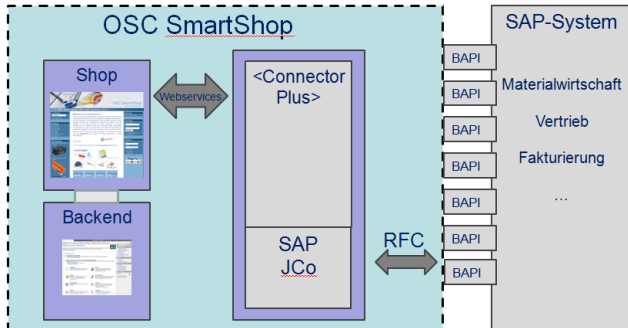 OSC SmartShop
Shop
Webservices
<Connector
Plus>
Backend
SAP
JCo
RFC
BAPI
BAPI
BAPI
BAPI
BAPI
BAPI
BAPI
SAP-System
Materialwirtschaft
Vertrieb
Fakturierung
...